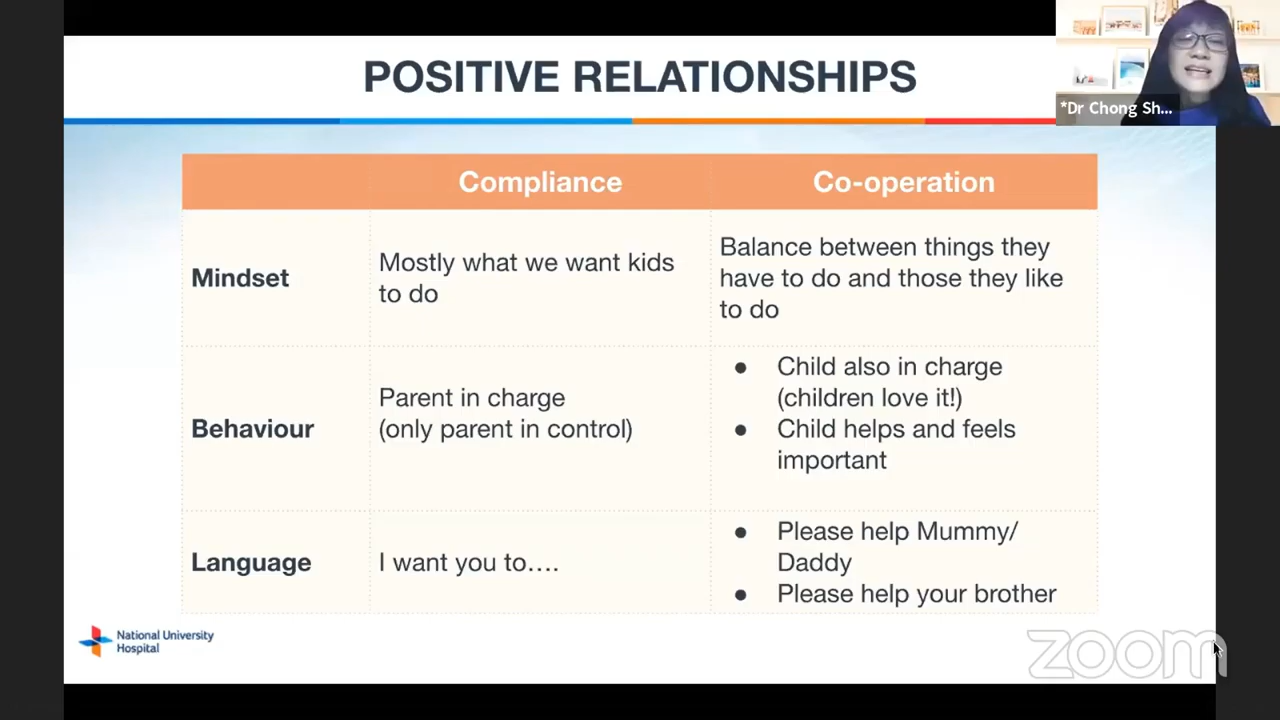 POSITIVE RELATIONSHIPS
*Dr Chong Sh...
Compliance
Co-operation
Mindset
Mostly what we want kids
to do
Balance between things they
have to do and those they like
to do
Behaviour
Parent in charge
(only parent in control)
● Child also in charge
(children love it!)
● Child helps and feels
important
Language
I want you to….
● Please help Mummy/
Daddy
● Please help your brother
National University
Hospital
zoom